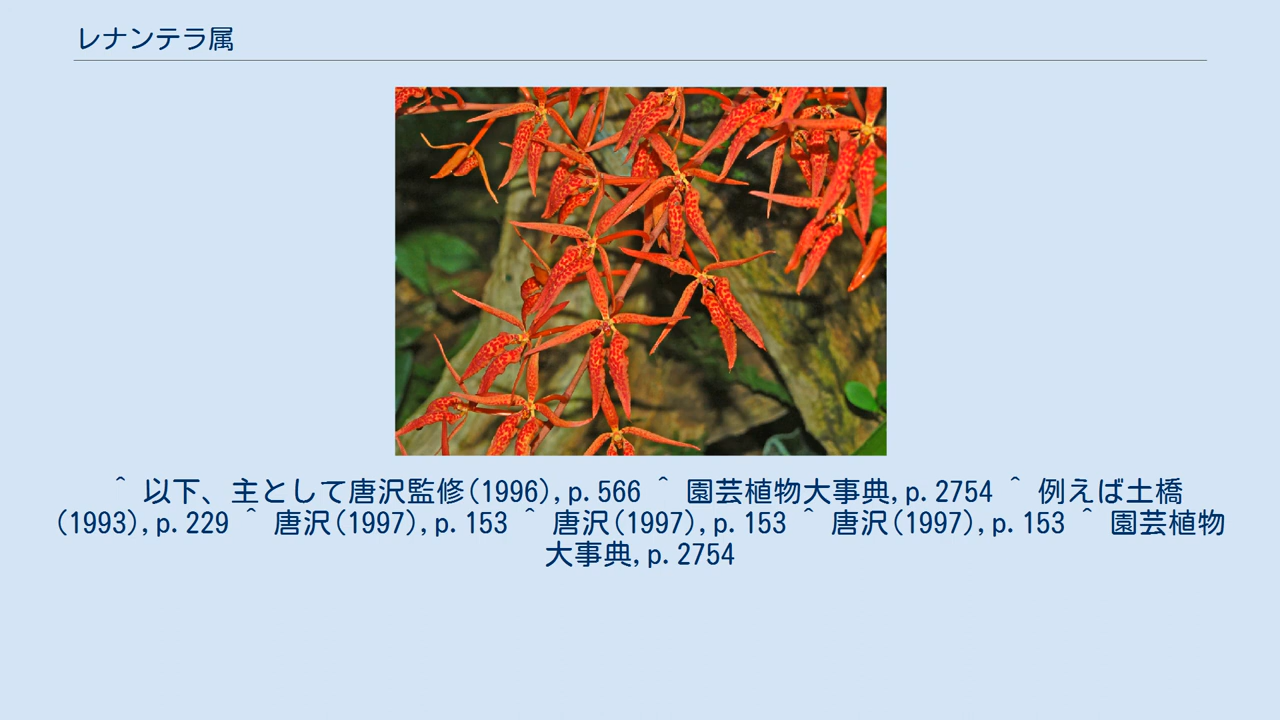 レナンテラ属
^ 以下、主として唐沢監修(1996),p.566 ^ 園芸植物大事典,p.2754 ^ 例えば土橋
(1993),p.229 ^ 唐沢(1997),p.153 ^ 唐沢(1997),p.153 ^ 唐沢(1997),p.153 ^ 園芸植物
大事典,p.2754